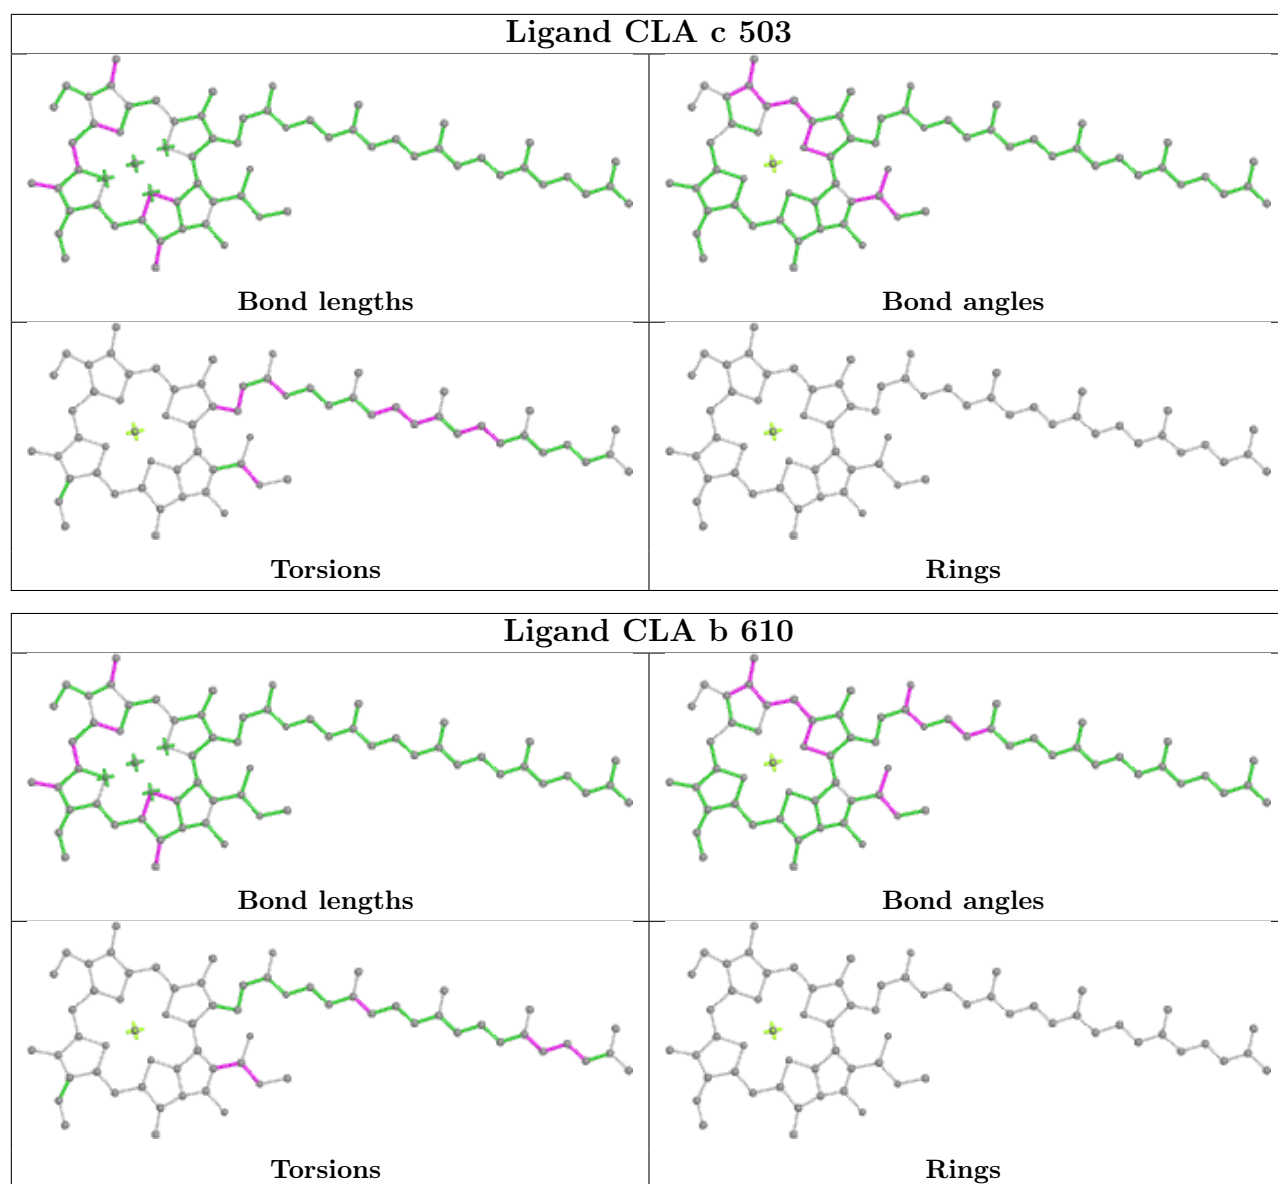 Ligand CLA c 503
Bond lengths
Bond angles
Torsions
Rings
Ligand CLA b 610
Bond lengths
Bond angles
Torsions
Rings